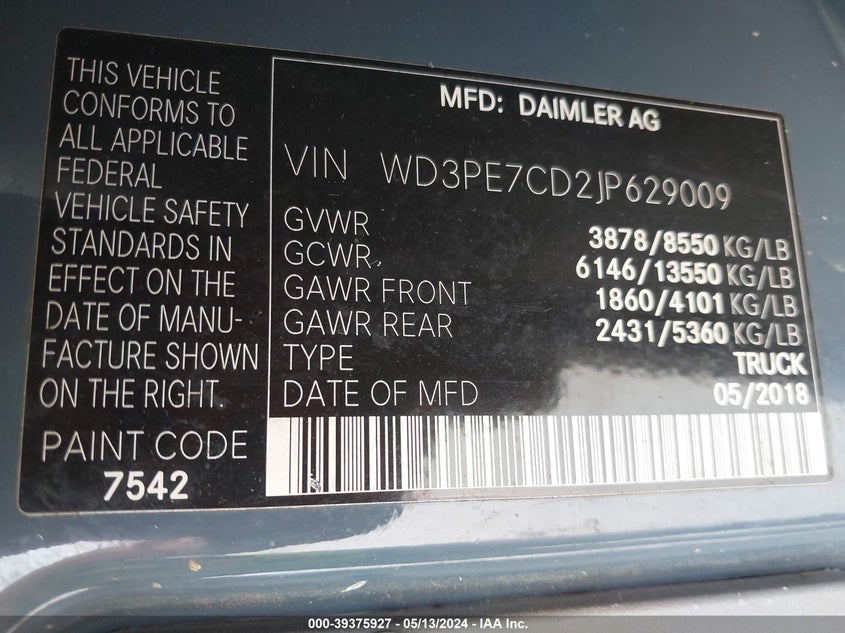 THIS VEHICLE
CONFORMS TO
ALL APPLICABLE
FEDERAL
VEHICLE SAFETY
STANDARDS IN
EFFECT ON THE
DATE OF MANU-
FACTURE SHOWN
ON THE RIGHT.
PAINT CODE
7542
MFD: DAIMLER AG
VIN WD3PE7CD2JP629009
GVWR 3878/8550 KG/LB
GCWR 6146/13550 KG/LB
GAWR FRONT 1860/4101 KG/LB
GAWR REAR 2431/5360 KG/LB
TYPE TRUCK
DATE OF MFD 05/2018
000-39375927 - 05/13/2024 - IAA Inc.